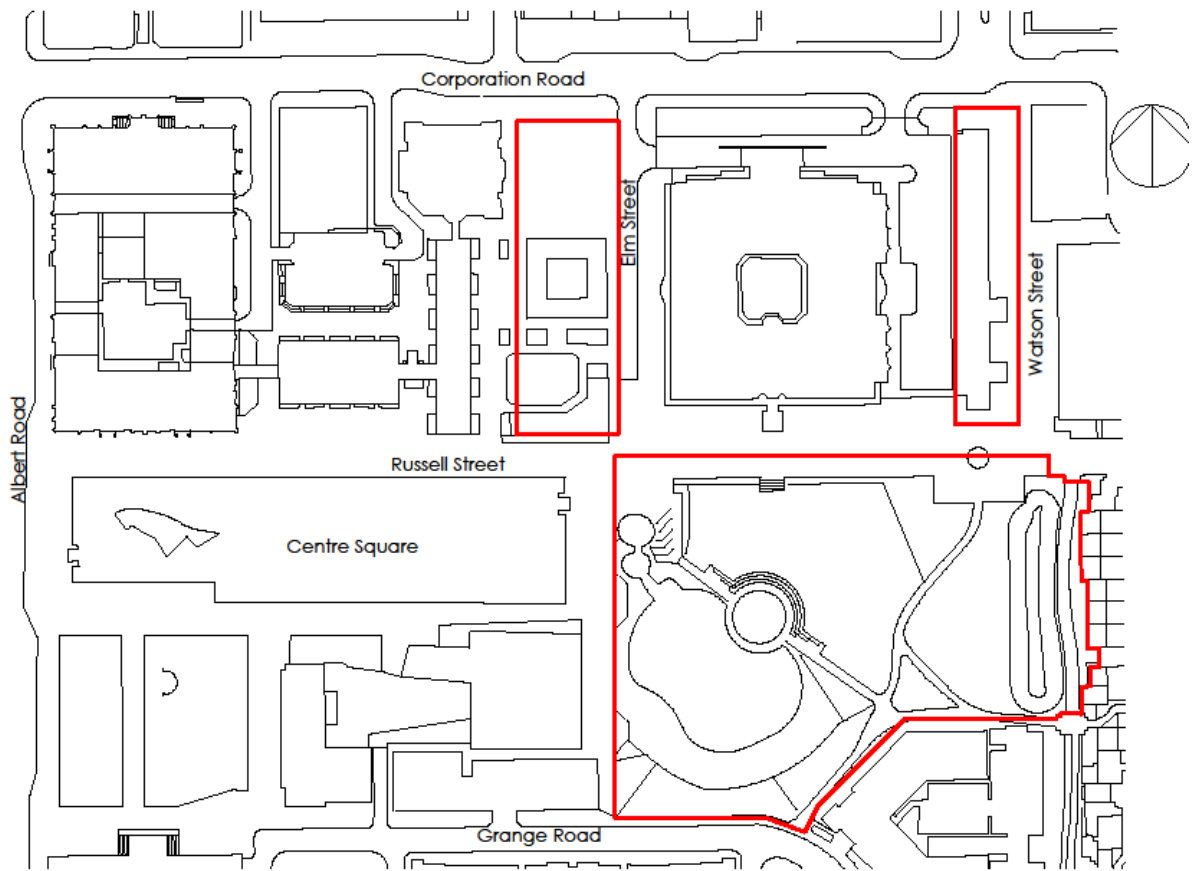 Corporation Road
Elm Street
Watson Street
Albert Road
Russell Street
Centre Square
Grange Road